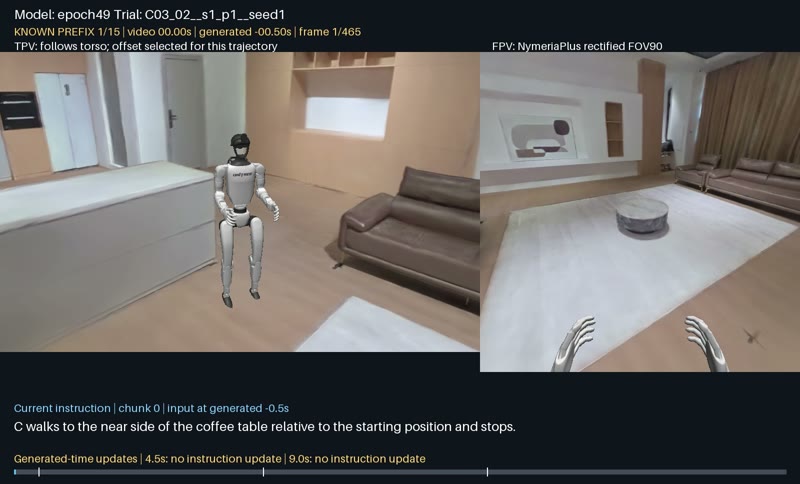 Model: epoch49 Trial: C03_02__s1_p1__seed1
KNOWN PREFIX 1/15 | video 00.00s | generated -00.50s | frame 1/465
TPV: follows torso; offset selected for this trajectory
FPV: NymeriaPlus rectified FOV90
Current instruction | chunk 0 | input at generated -0.5s
C walks to the near side of the coffee table relative to the starting position and stops.
Generated-time updates | 4.5s: no instruction update | 9.0s: no instruction update